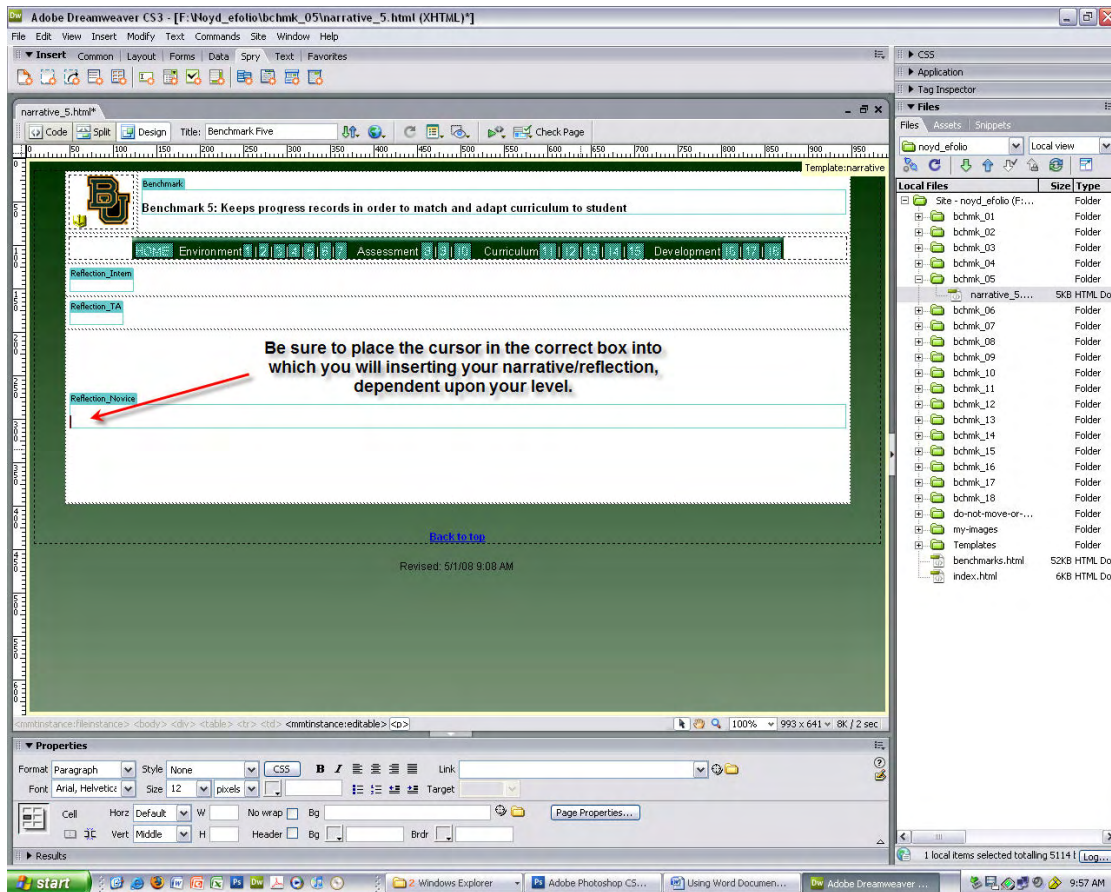 Adobe Dreamweaver CS3 - [F:\Noyd_efolio\bchmk_05\narrative_5.html (XHTML)*]
File Edit View Insert Modify Text Commands Site Window Help
Insert Common Layout Forms Data Spry Text Favorites
narrative_5.html*
Code Split Design Title: Benchmark Five Check Page
Template:narrative
Benchmark
Benchmark 5: Keeps progress records in order to match and adapt curriculum to student
HOME Environment 1 | 2 | 3 | 4 | 5 | 6 | 7 Assessment 8 | 9 | 10 Curriculum 11 | 12 | 13 | 14 | 15 Development 16 | 17 | 18
Reflection_Intern
Reflection_TA
Be sure to place the cursor in the correct box into
which you will inserting your narrative/reflection,
dependent upon your level.
Reflection_Novice
Back to top
Revised: 5/1/08 9:08 AM
<mmtinstance:fileinstance> <body> <div> <table> <tr> <td> <mmtinstance:editable> <p>
100% 993 x 641 8K / 2 sec
Properties
Format Paragraph Style None CSS B I Link
Font Arial, Helvetica Size 12 pixels Target
Cell Horz Default W No wrap Bg Page Properties...
Vert Middle H Header Bg Brdr
Results
CSS
Application
Tag Inspector
Files
Files Assets Snippets
noyd_efolio Local view
Local Files Size Type
Site - noyd_efolio (F:... Folder
bchmk_01 Folder
bchmk_02 Folder
bchmk_03 Folder
bchmk_04 Folder
bchmk_05 Folder
narrative_5.... 5KB HTML Do
bchmk_06 Folder
bchmk_07 Folder
bchmk_08 Folder
bchmk_09 Folder
bchmk_10 Folder
bchmk_11 Folder
bchmk_12 Folder
bchmk_13 Folder
bchmk_14 Folder
bchmk_15 Folder
bchmk_16 Folder
bchmk_17 Folder
bchmk_18 Folder
do-not-move-or-... Folder
my-images Folder
Templates Folder
benchmarks.html 52KB HTML Do
index.html 6KB HTML Do
1 local items selected totalling 5114 Log...
start 2 Windows Explorer Adobe Photoshop CS... Using Word Documen... Adobe Dreamweaver ... 9:57 AM